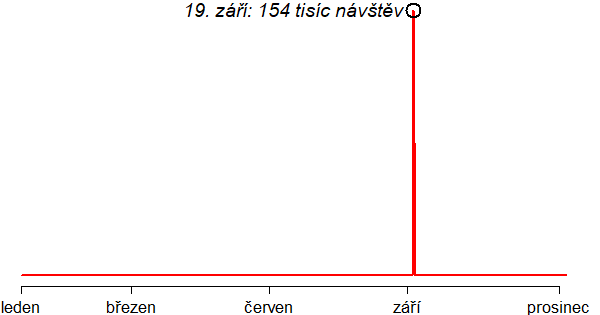 19. září: 154 tisíc návštěv
leden březen červen září prosinec